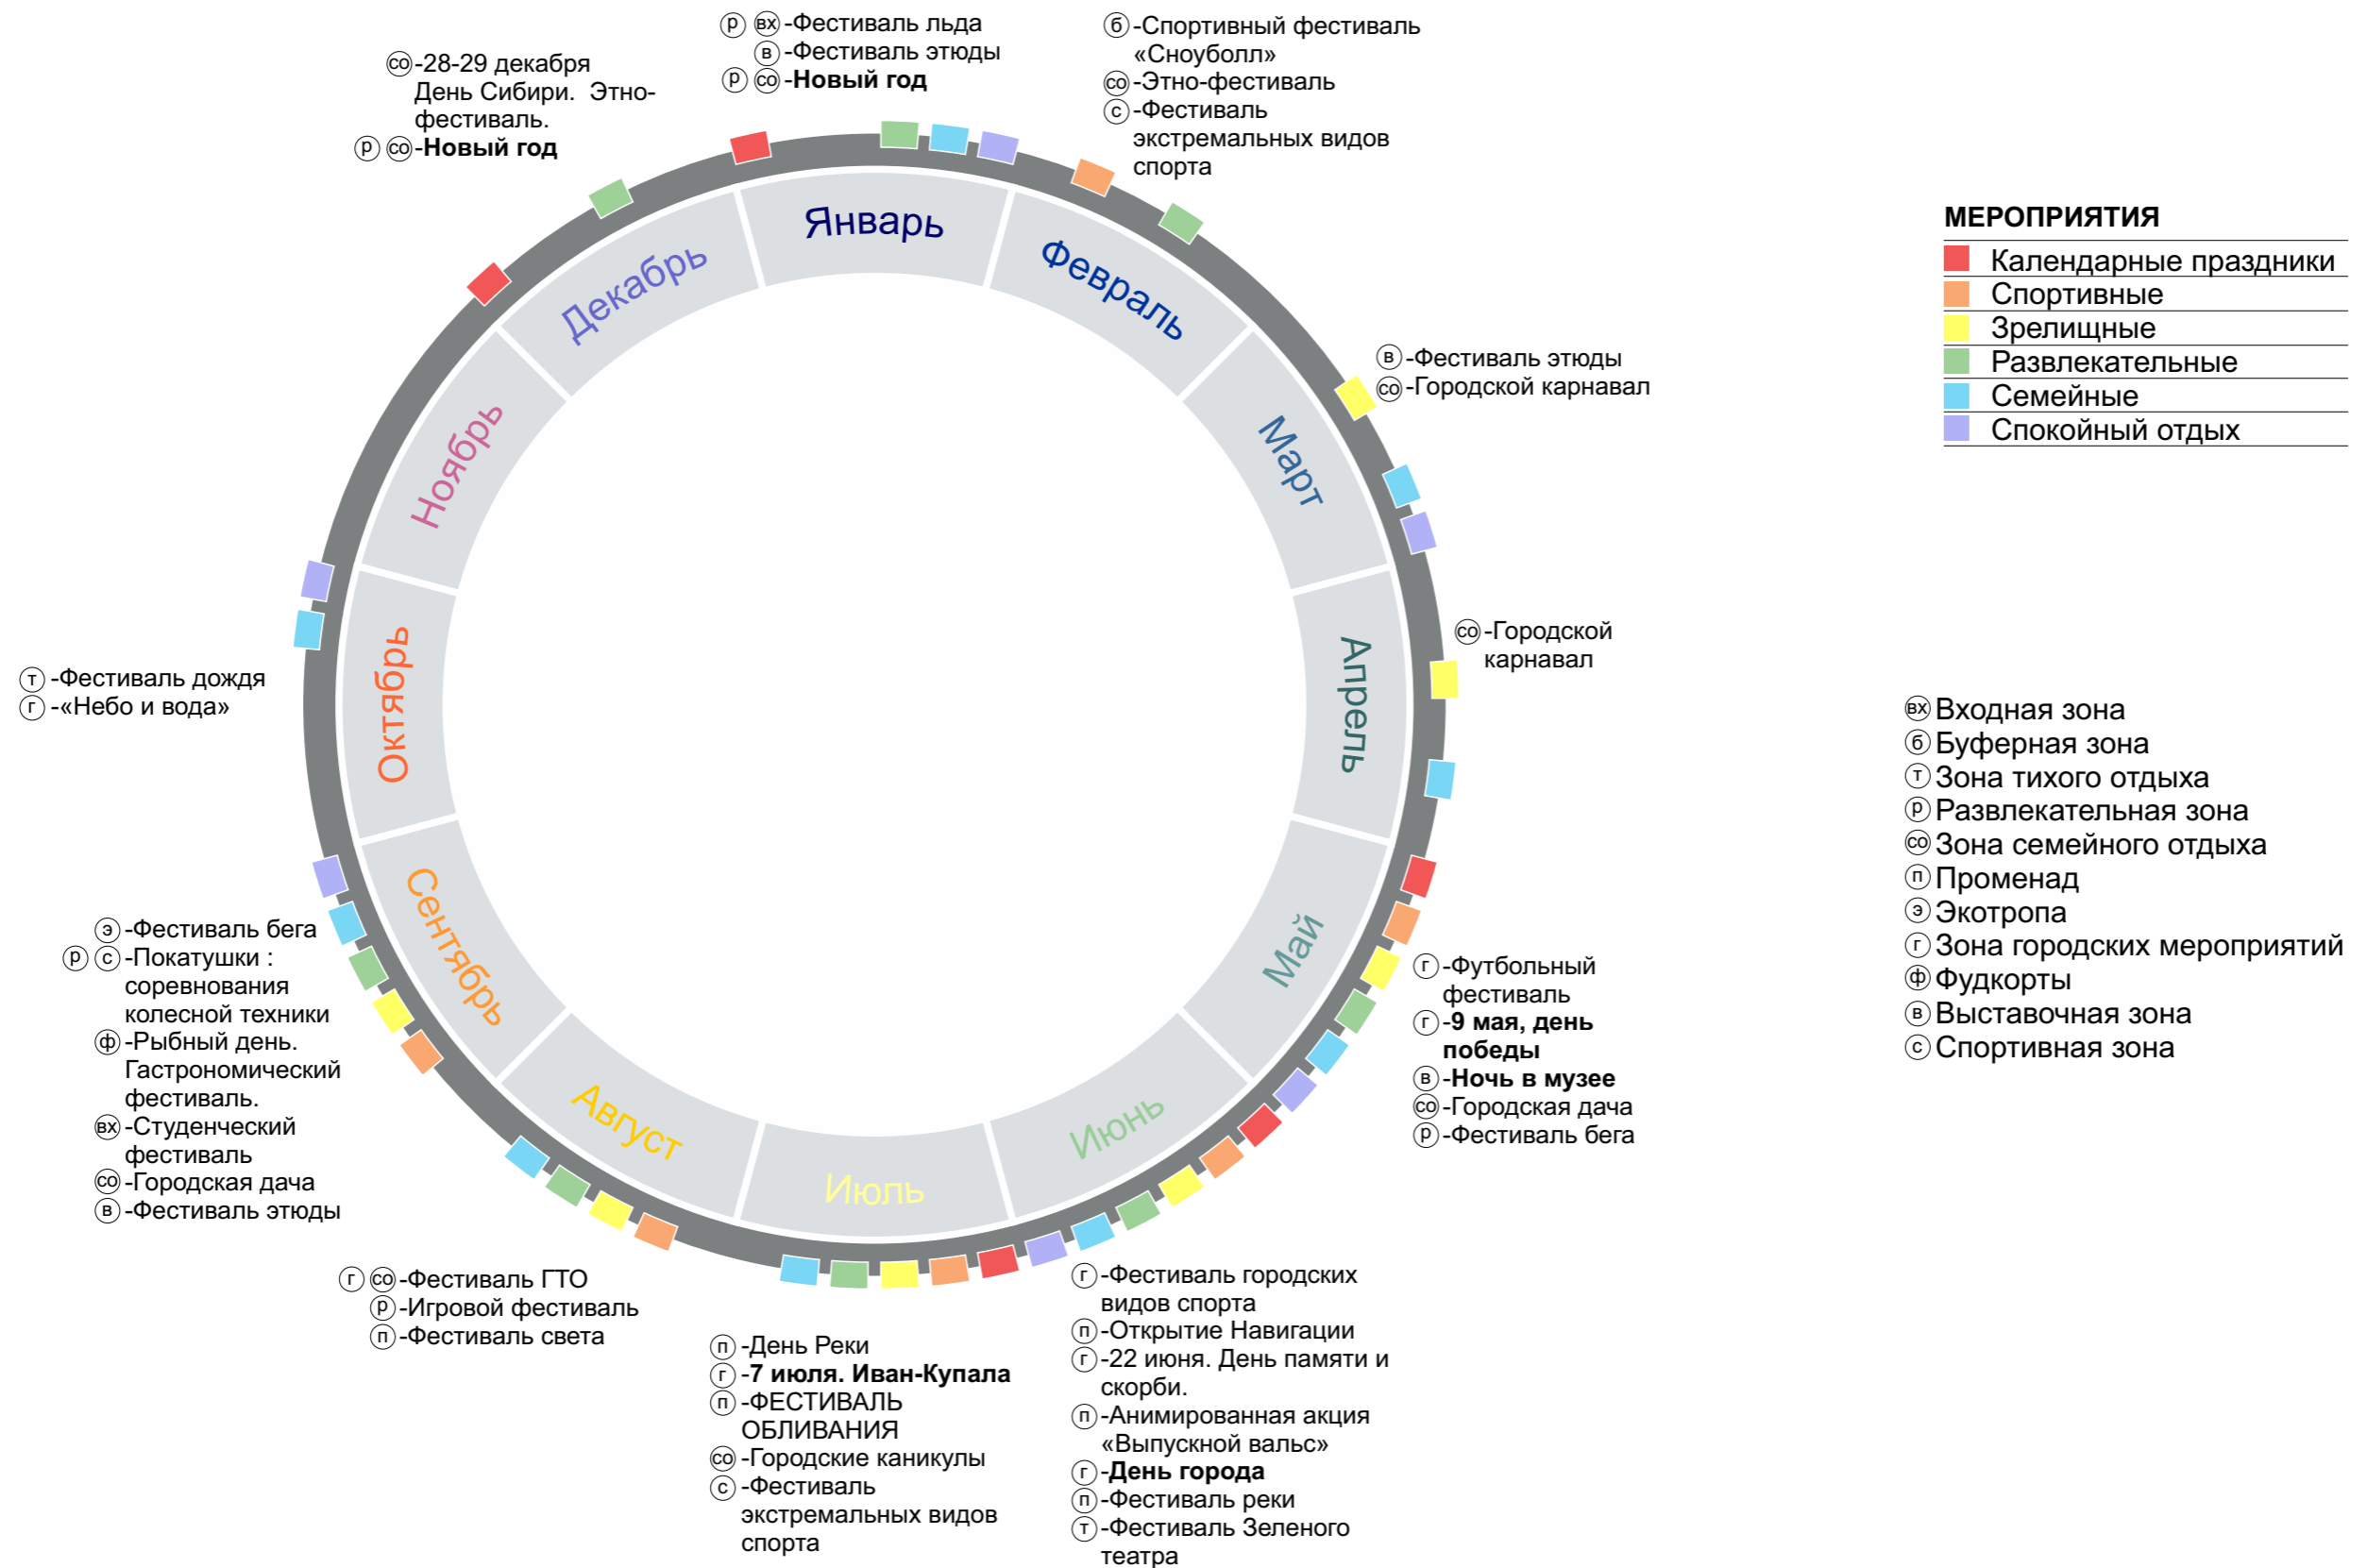 р вх -Фестиваль льда
в -Фестиваль этюды
р со -Новый год
б -Спортивный фестиваль
«Сноуболл»
со -Этно-фестиваль
с -Фестиваль
экстремальных видов
спорта
со -28-29 декабря
День Сибири. Этно-
фестиваль.
р со -Новый год
Январь
Февраль
Март
Апрель
Май
Июнь
Июль
Август
Сентябрь
Октябрь
Ноябрь
Декабрь
в -Фестиваль этюды
со -Городской карнавал
со -Городской
карнавал
г -Футбольный
фестиваль
г -9 мая, день
победы
в -Ночь в музее
со -Городская дача
р -Фестиваль бега
г -Фестиваль городских
видов спорта
п -Открытие Навигации
г -22 июня. День памяти и
скорби.
п -Анимированная акция
«Выпускной вальс»
г -День города
п -Фестиваль реки
т -Фестиваль Зеленого
театра
п -День Реки
г -7 июля. Иван-Купала
п -ФЕСТИВАЛЬ
ОБЛИВАНИЯ
со -Городские каникулы
с -Фестиваль
экстремальных видов
спорта
г со -Фестиваль ГТО
р -Игровой фестиваль
п -Фестиваль света
э -Фестиваль бега
р с -Покатушки :
соревнования
колесной техники
ф -Рыбный день.
Гастрономический
фестиваль.
вх -Студенческий
фестиваль
со -Городская дача
в -Фестиваль этюды
т -Фестиваль дождя
г -«Небо и вода»
МЕРОПРИЯТИЯ
Календарные праздники
Спортивные
Зрелищные
Развлекательные
Семейные
Спокойный отдых
вх Входная зона
б Буферная зона
т Зона тихого отдыха
р Развлекательная зона
со Зона семейного отдыха
п Променад
э Экотропа
г Зона городских мероприятий
ф Фудкорты
в Выставочная зона
с Спортивная зона